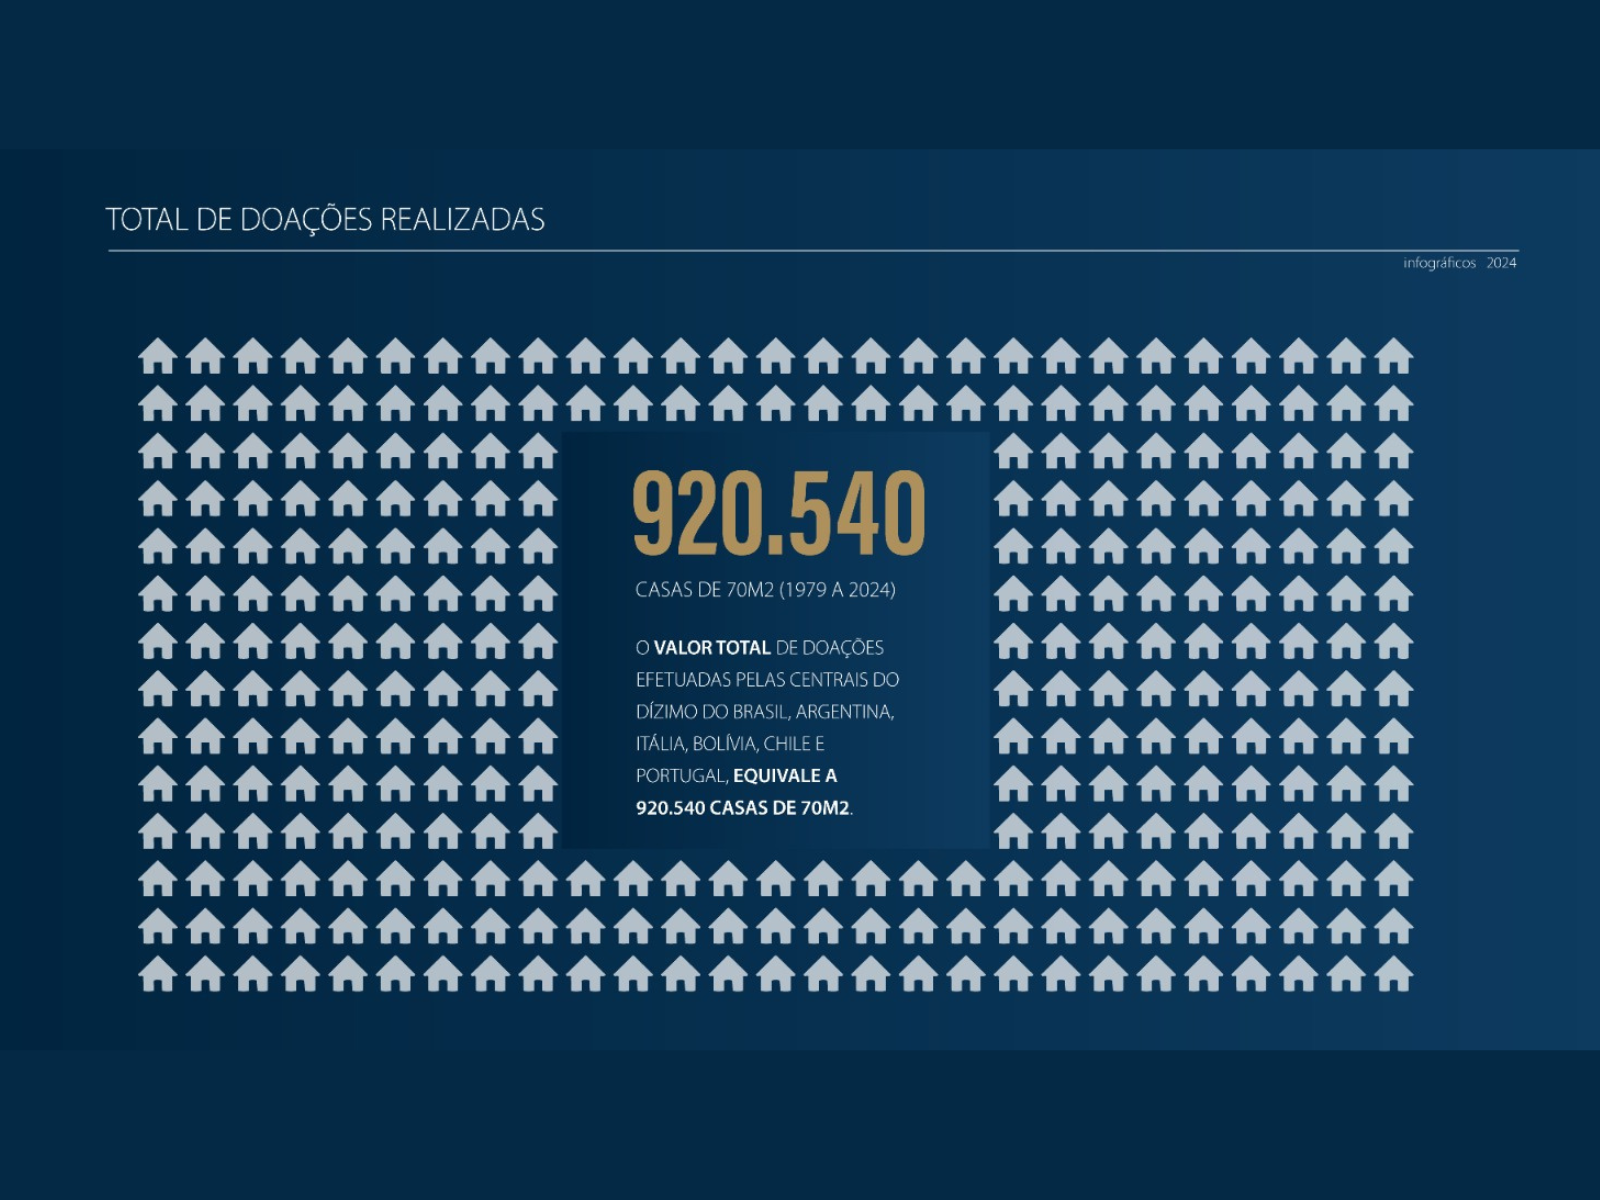 TOTAL DE DOAÇÕES REALIZADAS
infográficos 2024
920.540
CASAS DE 70M2 (1979 A 2024)
O VALOR TOTAL DE DOAÇÕES
EFETUADAS PELAS CENTRAIS DO
DÍZIMO DO BRASIL, ARGENTINA,
ITÁLIA, BOLÍVIA, CHILE E
PORTUGAL, EQUIVALE A
920.540 CASAS DE 70M2.